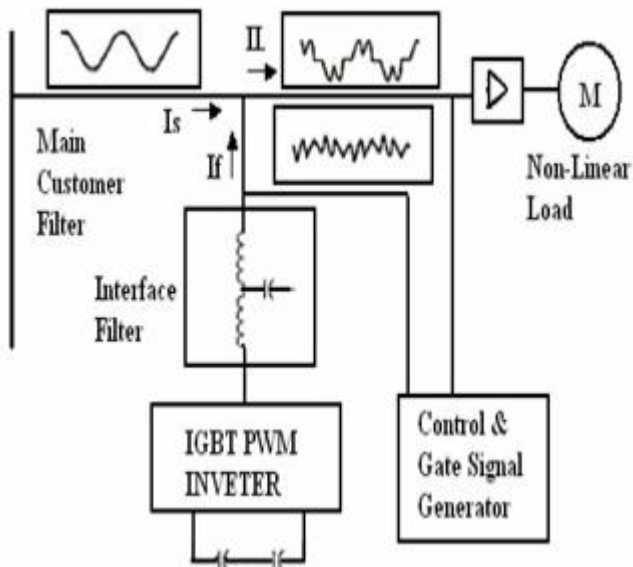 IL
Is
If
Main
Customer
Filter
M
Non-Linear
Load
Interface
Filter
IGBT PWM
INVETER
Control &
Gate Signal
Generator